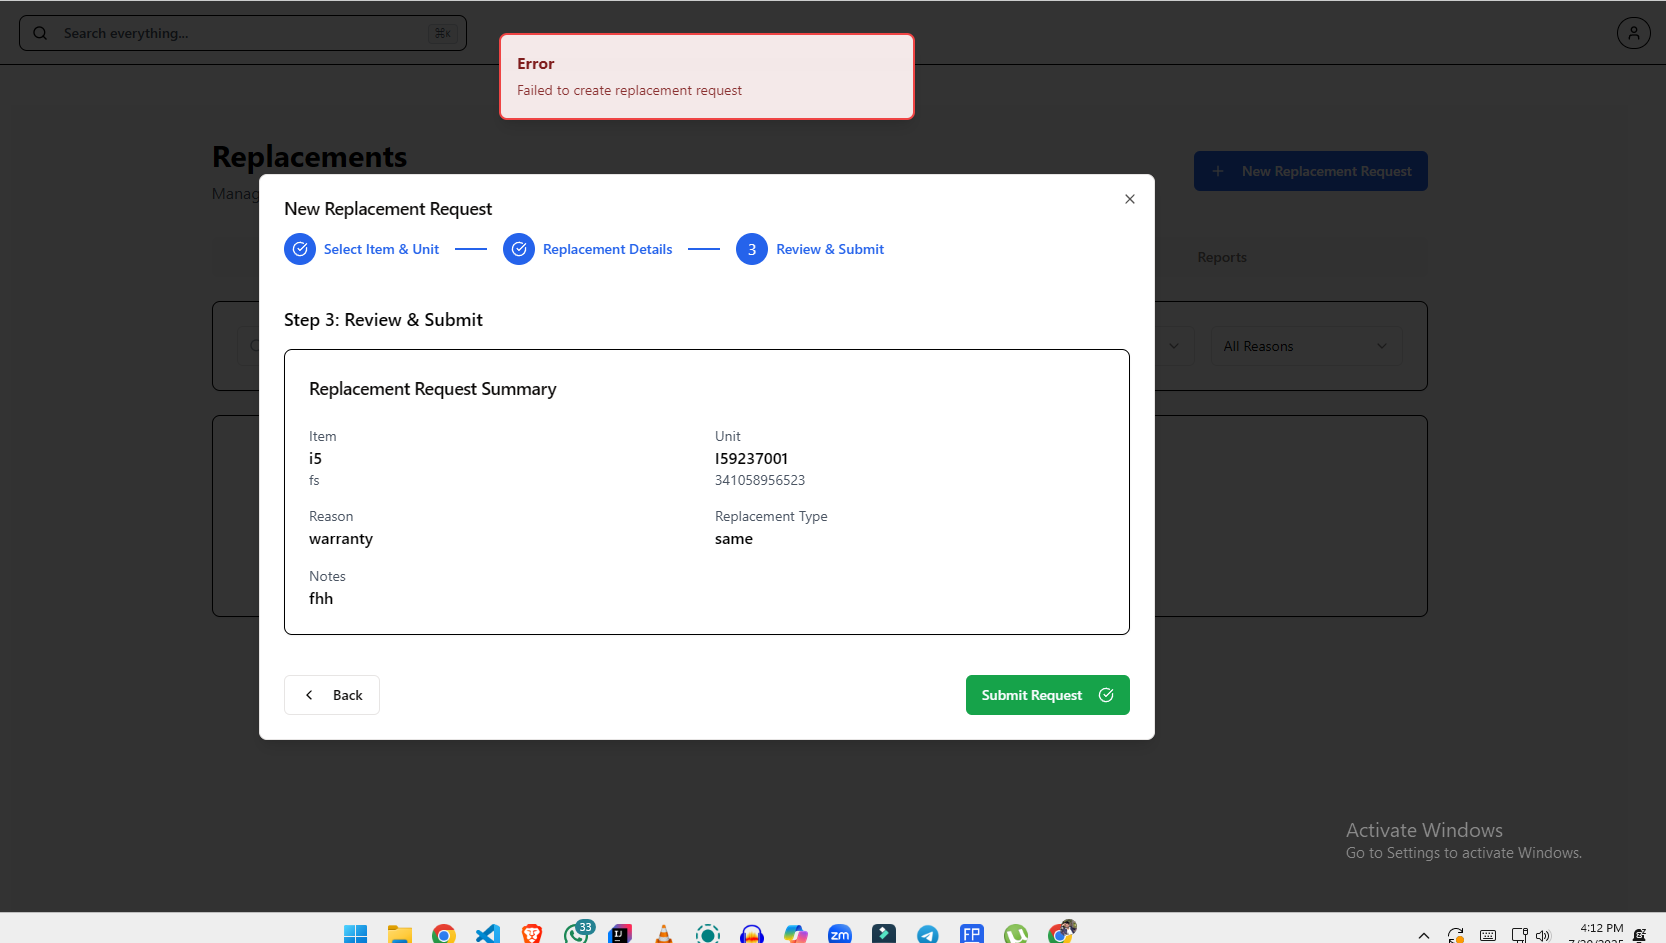 Search everything...
⌘K
Error
Failed to create replacement request
Replacements
Manag
New Replacement Request
New Replacement Request
Select Item & Unit
Replacement Details
3
Review & Submit
Reports
Step 3: Review & Submit
All Reasons
Replacement Request Summary
Item
Unit
i5
I59237001
fs
341058956523
Reason
Replacement Type
warranty
same
Notes
fhh
Back
Submit Request
Activate Windows
Go to Settings to activate Windows.
33
zm
FP
4:12 PM